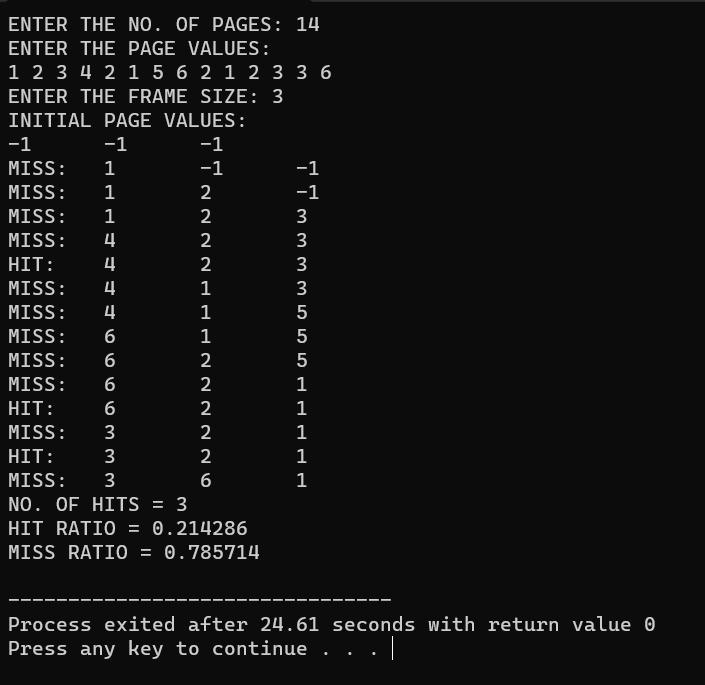 ENTER THE NO. OF PAGES: 14
ENTER THE PAGE VALUES:
1 2 3 4 2 1 5 6 2 1 2 3 3 6
ENTER THE FRAME SIZE: 3
INITIAL PAGE VALUES:
-1      -1      -1
MISS:   1       -1      -1
MISS:   1       2       -1
MISS:   1       2       3
MISS:   4       2       3
HIT:    4       2       3
MISS:   4       1       3
MISS:   4       1       5
MISS:   6       1       5
MISS:   6       2       5
MISS:   6       2       1
HIT:    6       2       1
MISS:   3       2       1
HIT:    3       2       1
MISS:   3       6       1
NO. OF HITS = 3
HIT RATIO = 0.214286
MISS RATIO = 0.785714
--------------------------------
Process exited after 24.61 seconds with return value 0
Press any key to continue . . .